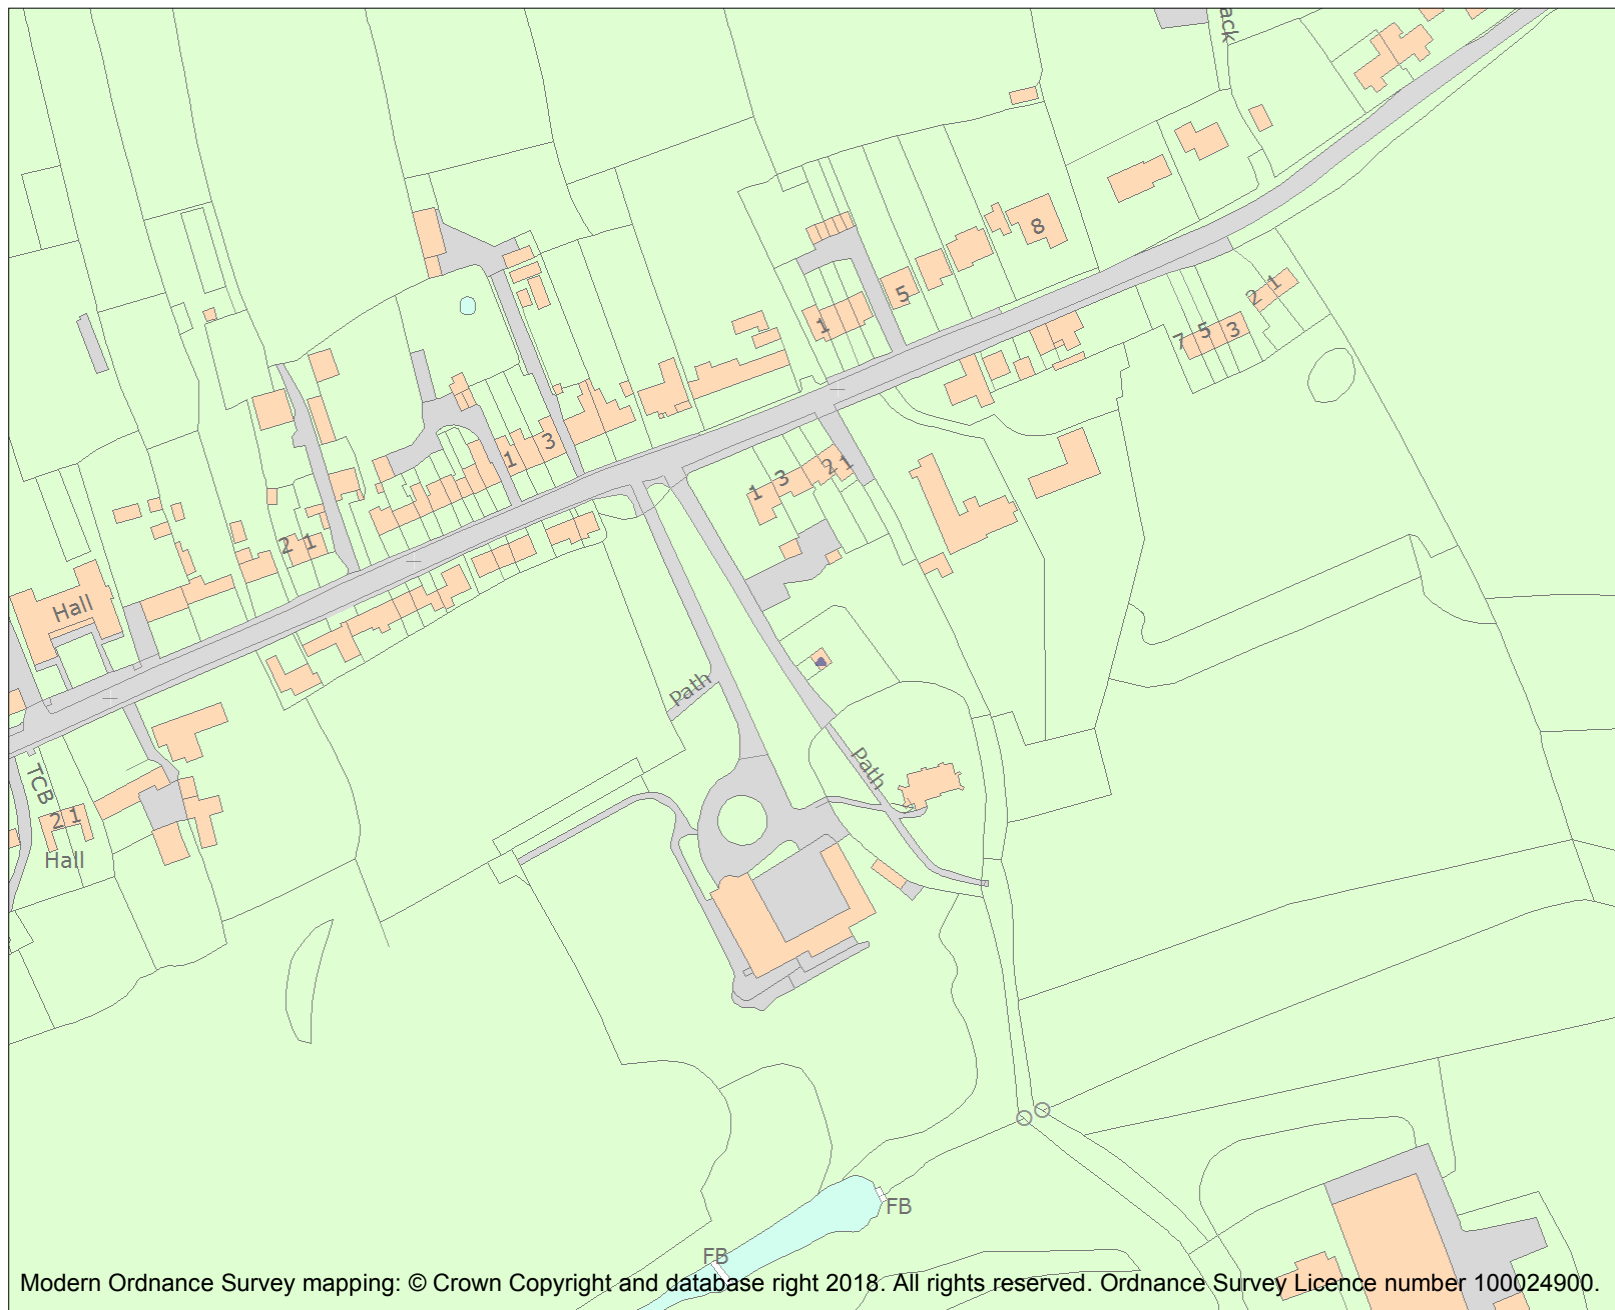 ack
8
5
1
2 1
7 5 3
3
1
2 1
3
1
2 1
Hall
Path
Path
TCB
2 1
Hall
FB
FB
Modern Ordnance Survey mapping: © Crown Copyright and database right 2018. All rights reserved. Ordnance Survey Licence number 100024900.